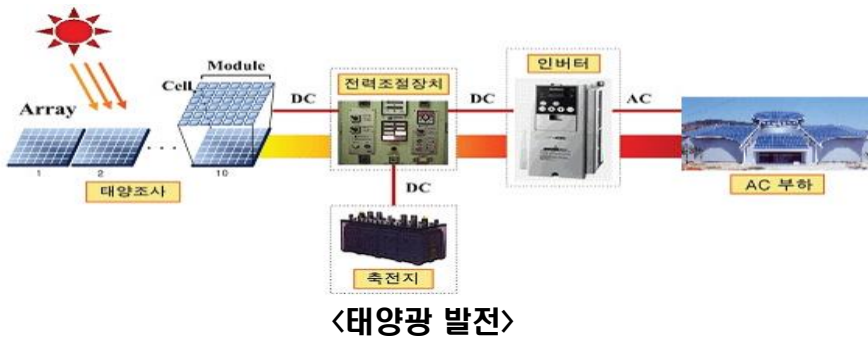 Module
Cell
Array
1
2
10
태양조사
DC
전력조절장치
DC
인버터
AC
DC
축전지
AC 부하
<태양광 발전>